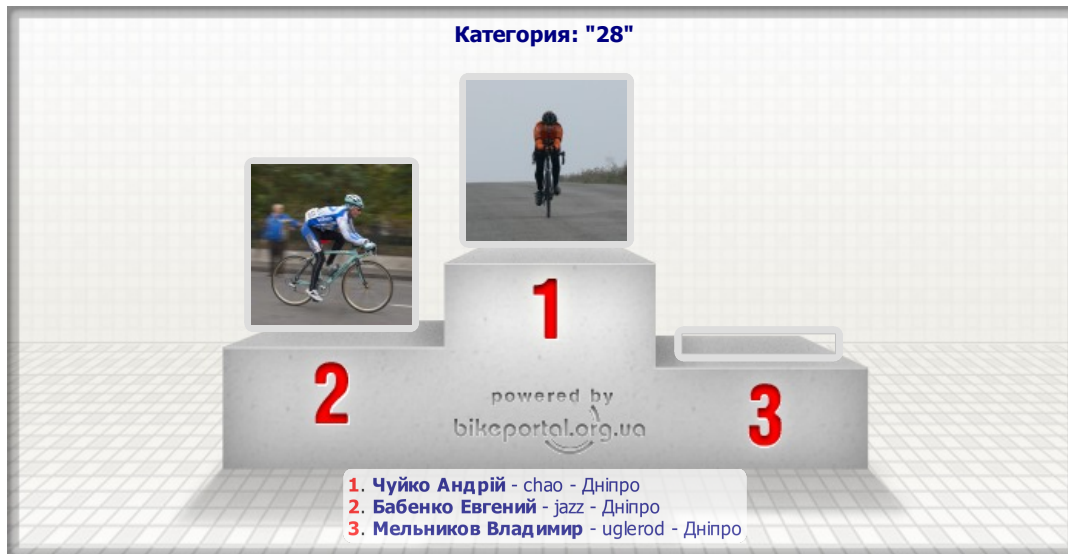 Категория: "28"
1
2
3
powered by
bikeportal.org.ua
1. Чуйко Андрій - chao - Дніпро
2. Бабенко Евгений - jazz - Дніпро
3. Мельников Владимир - uglerod - Дніпро